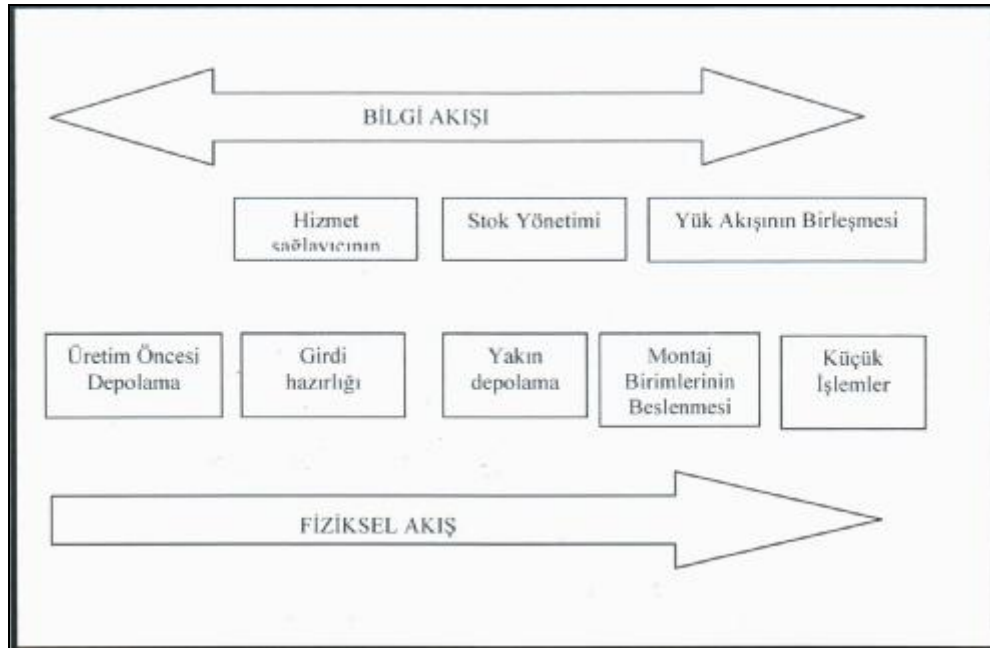 BİLGİ AKIŞI
Hizmet
sağlayıcının
Stok Yönetimi
Yük Akışının Birleşmesi
Üretim Öncesi
Depolama
Girdi
hazırlığı
Yakın
depolama
Montaj
Birimlerinin
Beslenmesi
Küçük
İşlemler
FİZİKSEL AKIŞ